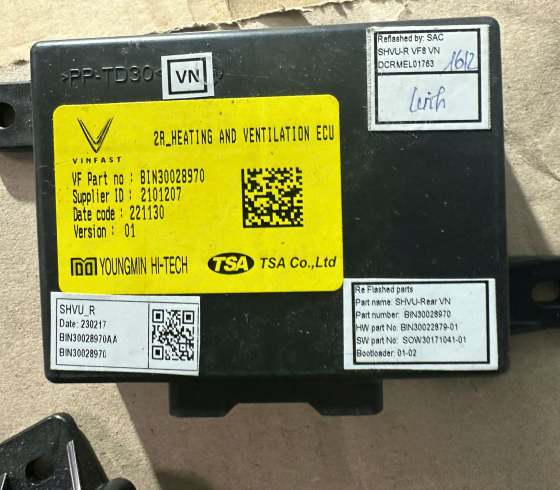 >PP-TD30<
VN
Reflashed by: SAC
SHVU-R VF8 VN
DCRMEL01763
1612
Linh
VINFAST
2R_HEATING AND VENTILATION ECU
VF Part no : BIN30028970
Supplier ID : 2101207
Date code : 221130
Version : 01
YOUNGMIN HI-TECH
TSA TSA Co.,Ltd
SHVU_R
Date: 230217
BIN30028970AA
BIN30028970
Re Flashed parts
Part name: SHVU-Rear VN
Part number: BIN30028970
HW part No. BIN30022879-01
SW part No: SOW30171041-01
Bootloader: 01-02